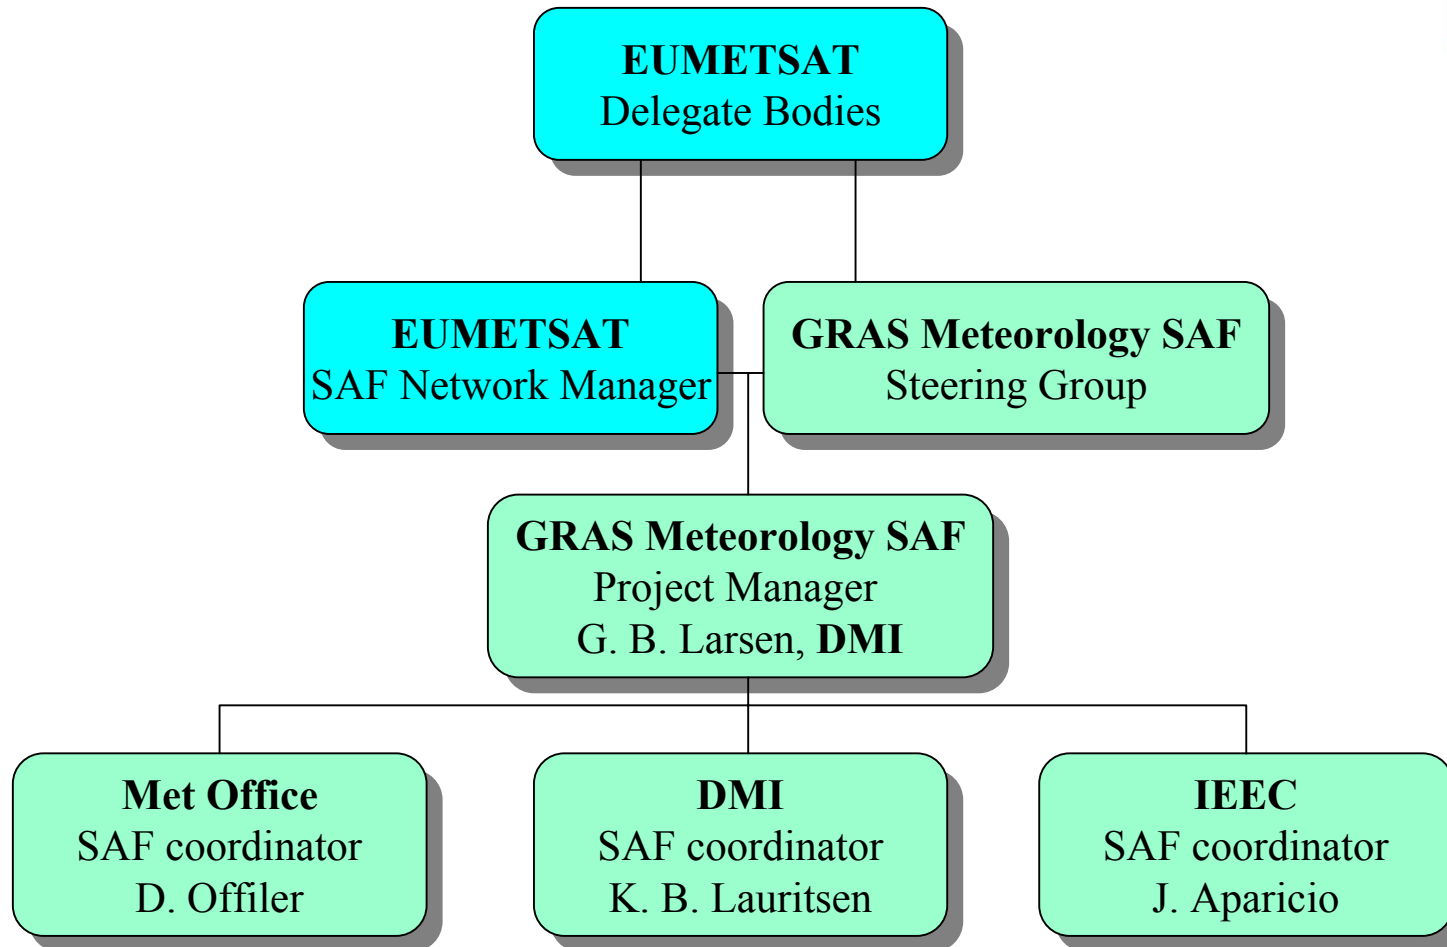 EUMETSAT
Delegate Bodies
EUMETSAT
SAF Network Manager
GRAS Meteorology SAF
Steering Group
GRAS Meteorology SAF
Project Manager
G. B. Larsen, DMI
Met Office
SAF coordinator
D. Offiler
DMI
SAF coordinator
K. B. Lauritsen
IEEC
SAF coordinator
J. Aparicio